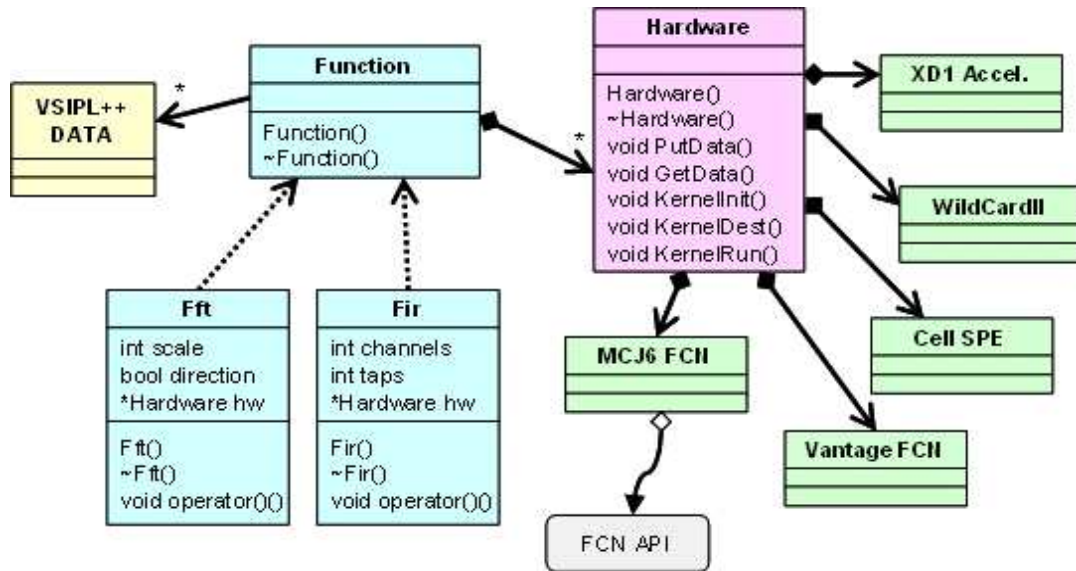 Hardware
Hardware()
~Hardware()
void PutData()
void GetData()
void KernelInit()
void KernelDest()
void KernelRun()
Function
Function()
~Function()
VSIPL++
DATA
*
*
XD1 Accel.
WildCardII
Cell SPE
Vantage FCN
MCJ6 FCN
FCN API
Fft
int scale
bool direction
*Hardware hw
Fft()
~Fft()
void operator()()
Fir
int channels
int taps
*Hardware hw
Fir()
~Fir()
void operator()()